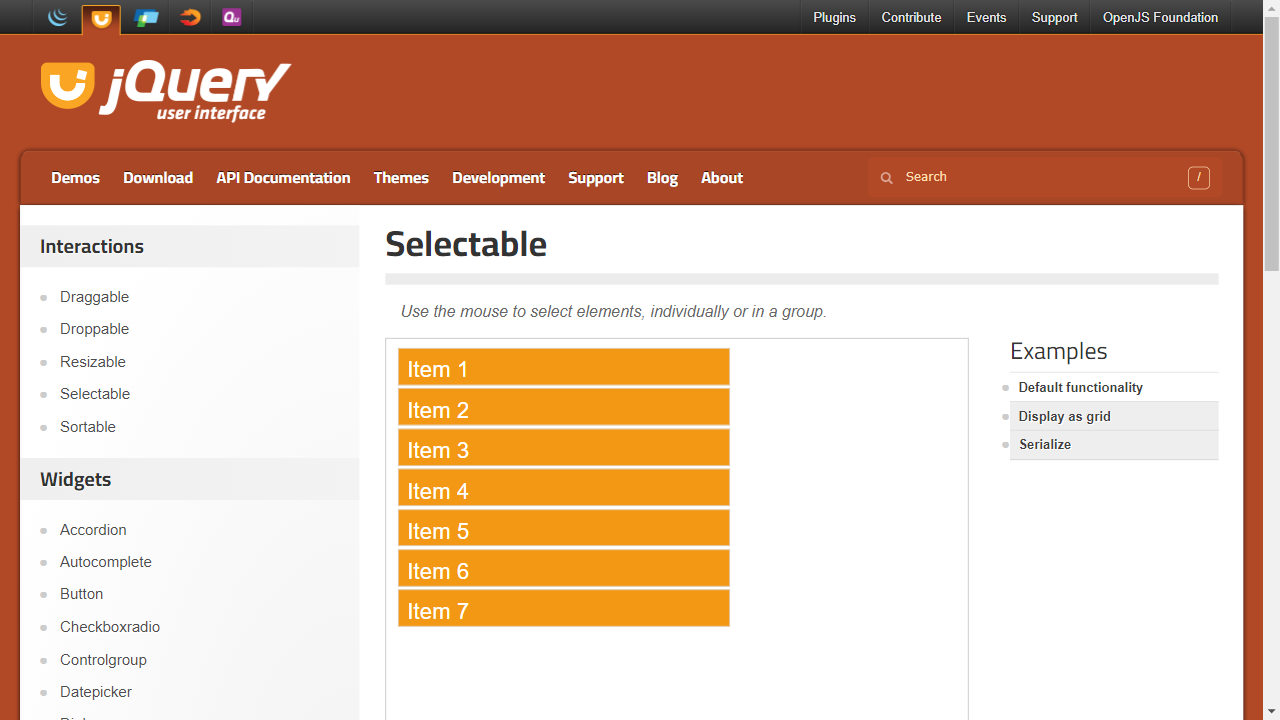 Qu
Plugins Contribute Events Support OpenJS Foundation
jQuery
user interface
Demos Download API Documentation Themes Development Support Blog About Search /
Interactions
Draggable
Droppable
Resizable
Selectable
Sortable
Widgets
Accordion
Autocomplete
Button
Checkboxradio
Controlgroup
Datepicker
Selectable
Use the mouse to select elements, individually or in a group.
Item 1
Item 2
Item 3
Item 4
Item 5
Item 6
Item 7
Examples
Default functionality
Display as grid
Serialize